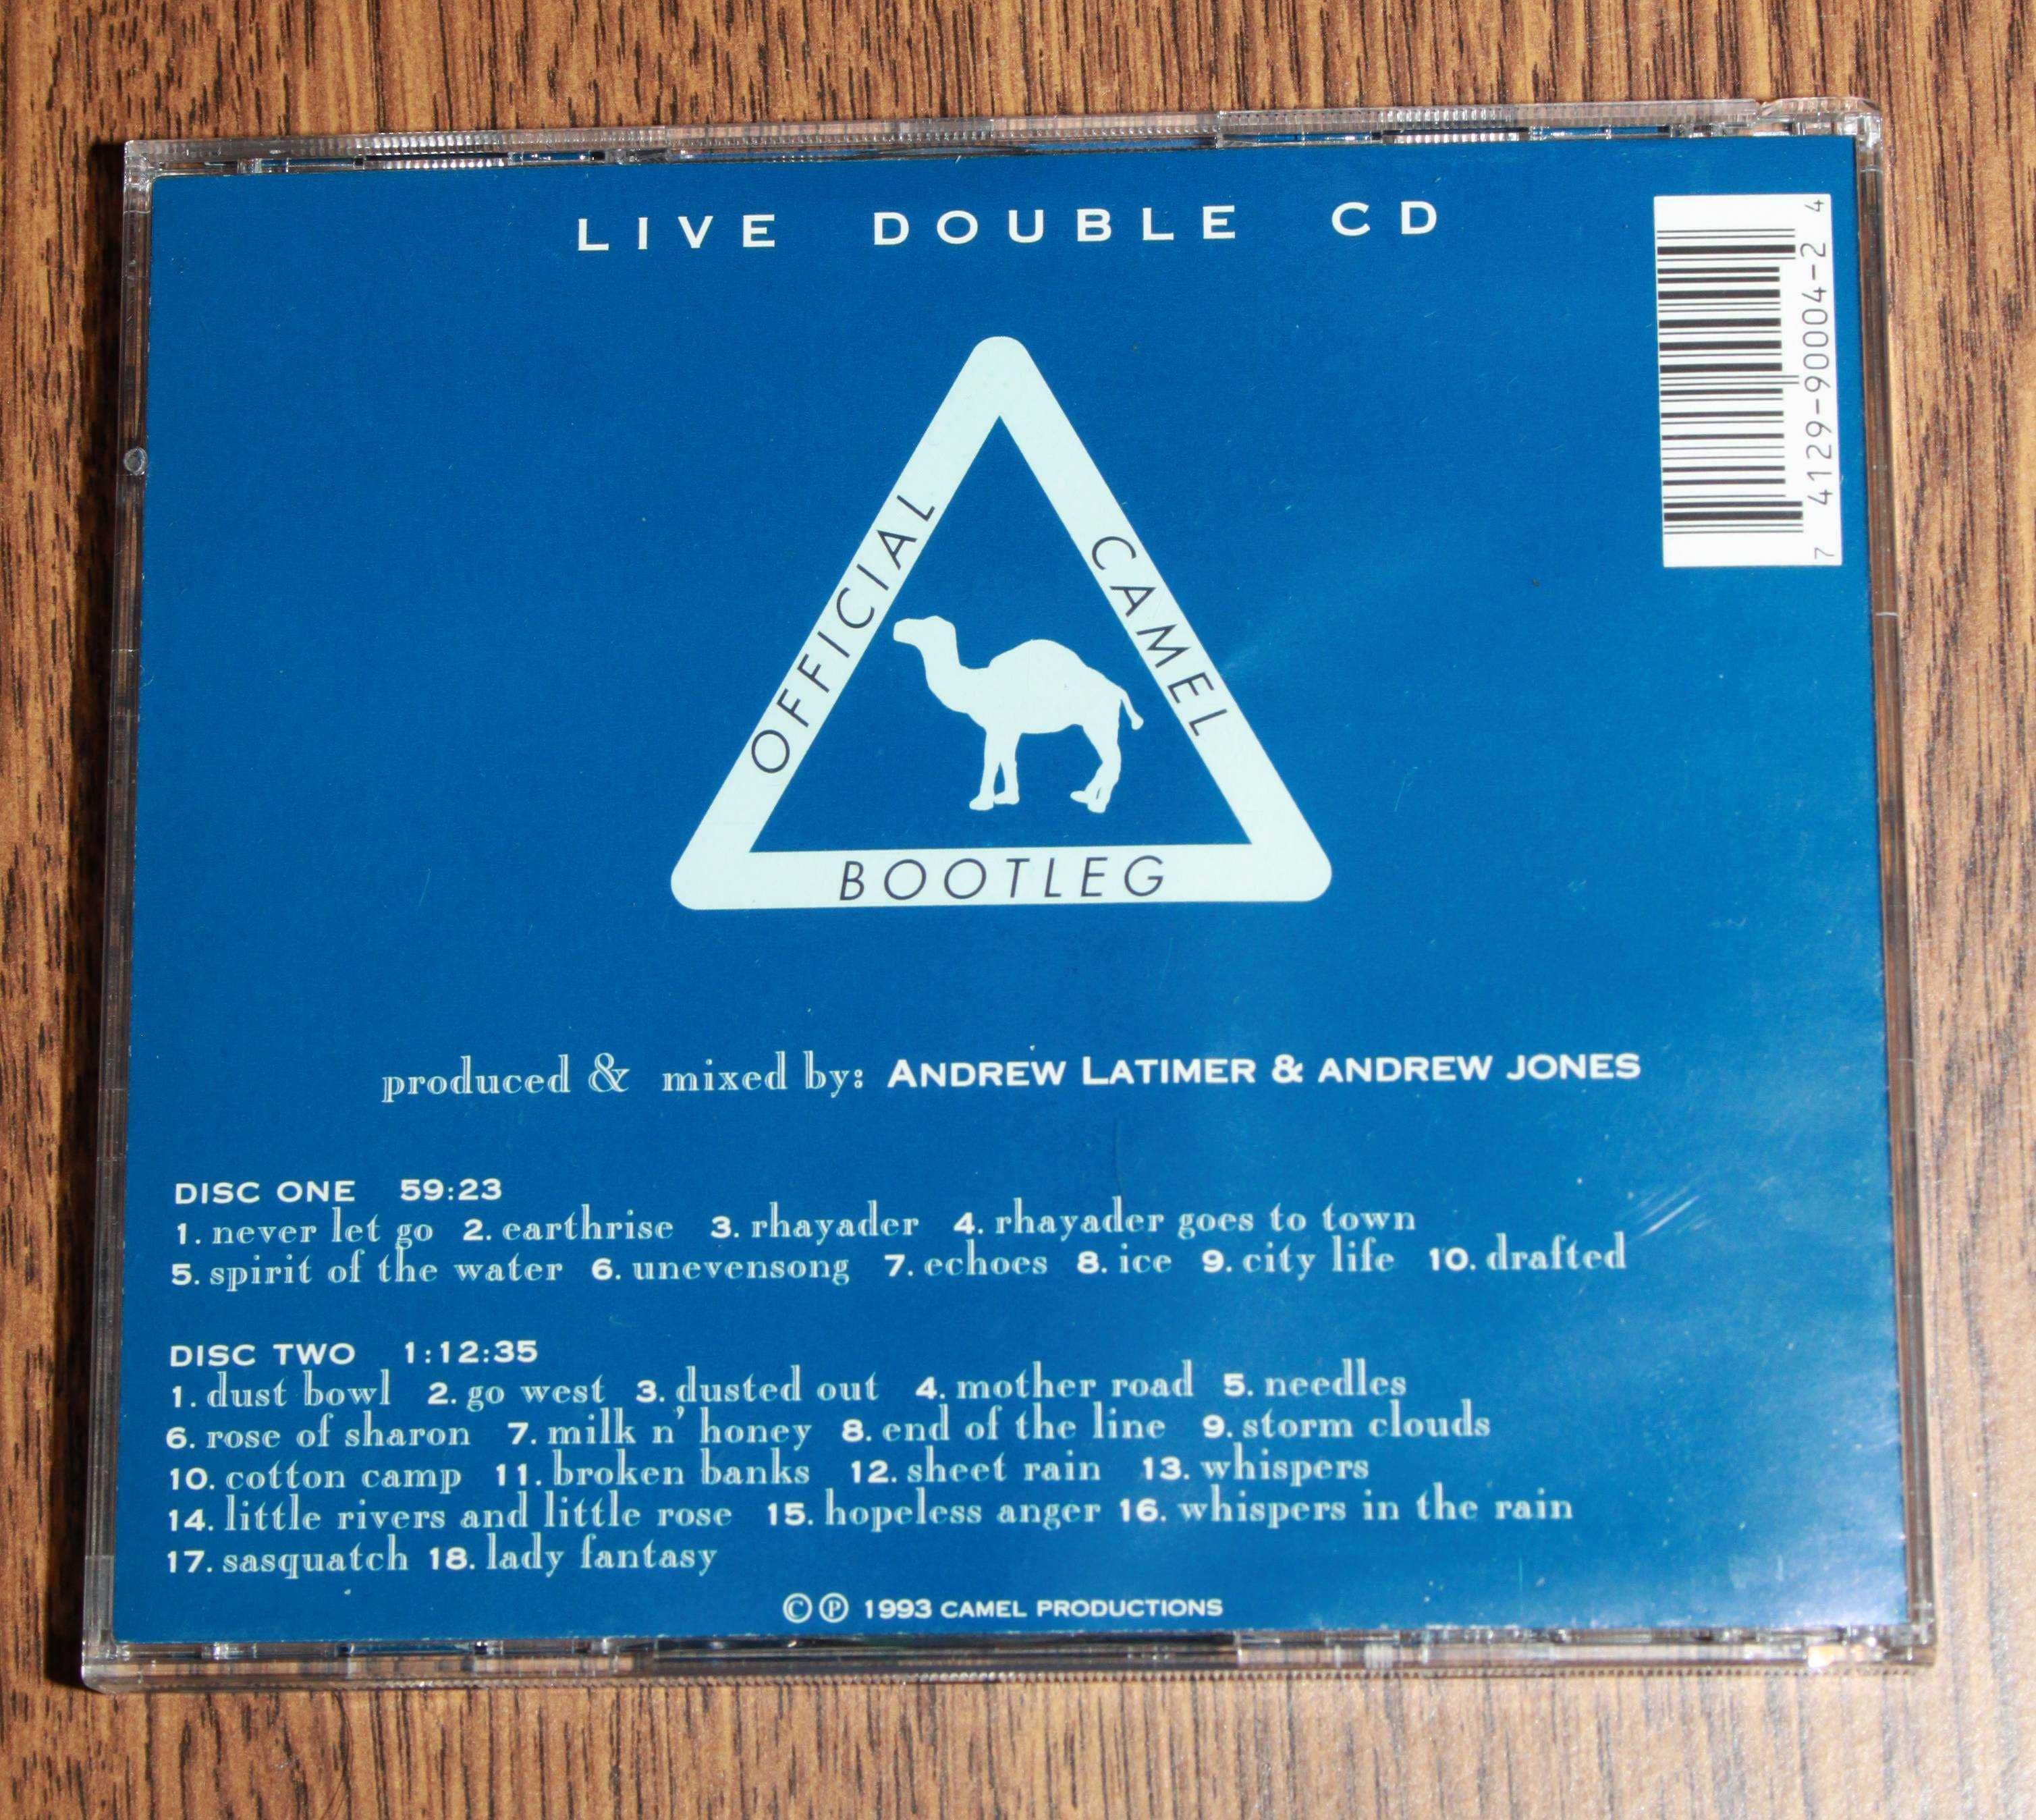 LIVE DOUBLE CD
7 4129-90004-2 4
OFFICIAL
CAMEL
BOOTLEG
produced & mixed by: ANDREW LATIMER & ANDREW JONES
DISC ONE 59:23
1. never let go 2. earthrise 3. rhayader 4. rhayader goes to town
5. spirit of the water 6. unevensong 7. echoes 8. ice 9. city life 10. drafted
DISC TWO 1:12:35
1. dust bowl 2. go west 3. dusted out 4. mother road 5. needles
6. rose of sharon 7. milk n' honey 8. end of the line 9. storm clouds
10. cotton camp 11. broken banks 12. sheet rain 13. whispers
14. little rivers and little rose 15. hopeless anger 16. whispers in the rain
17. sasquatch 18. lady fantasy
©℗ 1993 CAMEL PRODUCTIONS